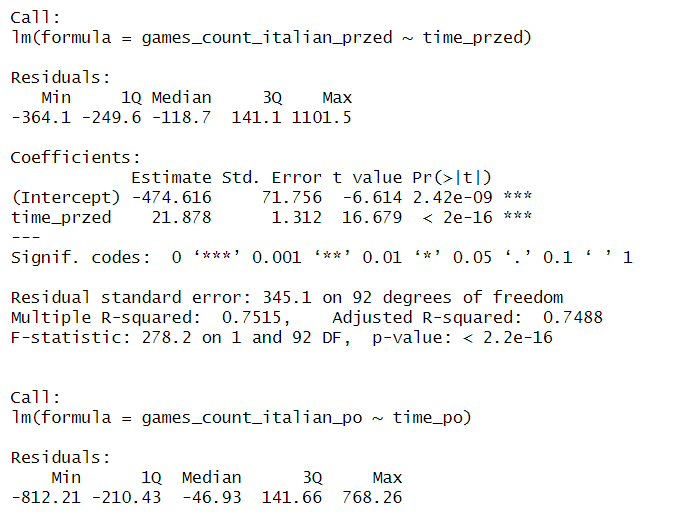 Call:
lm(formula = games_count_italian_przed ~ time_przed)
Residuals:
   Min     1Q Median     3Q    Max
-364.1 -249.6 -118.7  141.1 1101.5
Coefficients:
            Estimate Std. Error t value Pr(>|t|)
(Intercept) -474.616     71.756  -6.614 2.42e-09 ***
time_przed    21.878      1.312  16.679  < 2e-16 ***
---
Signif. codes:  0 ‘***’ 0.001 ‘**’ 0.01 ‘*’ 0.05 ‘.’ 0.1 ‘ ’ 1
Residual standard error: 345.1 on 92 degrees of freedom
Multiple R-squared:  0.7515,    Adjusted R-squared:  0.7488
F-statistic: 278.2 on 1 and 92 DF,  p-value: < 2.2e-16
Call:
lm(formula = games_count_italian_po ~ time_po)
Residuals:
    Min      1Q  Median      3Q     Max
-812.21 -210.43  -46.93  141.66  768.26